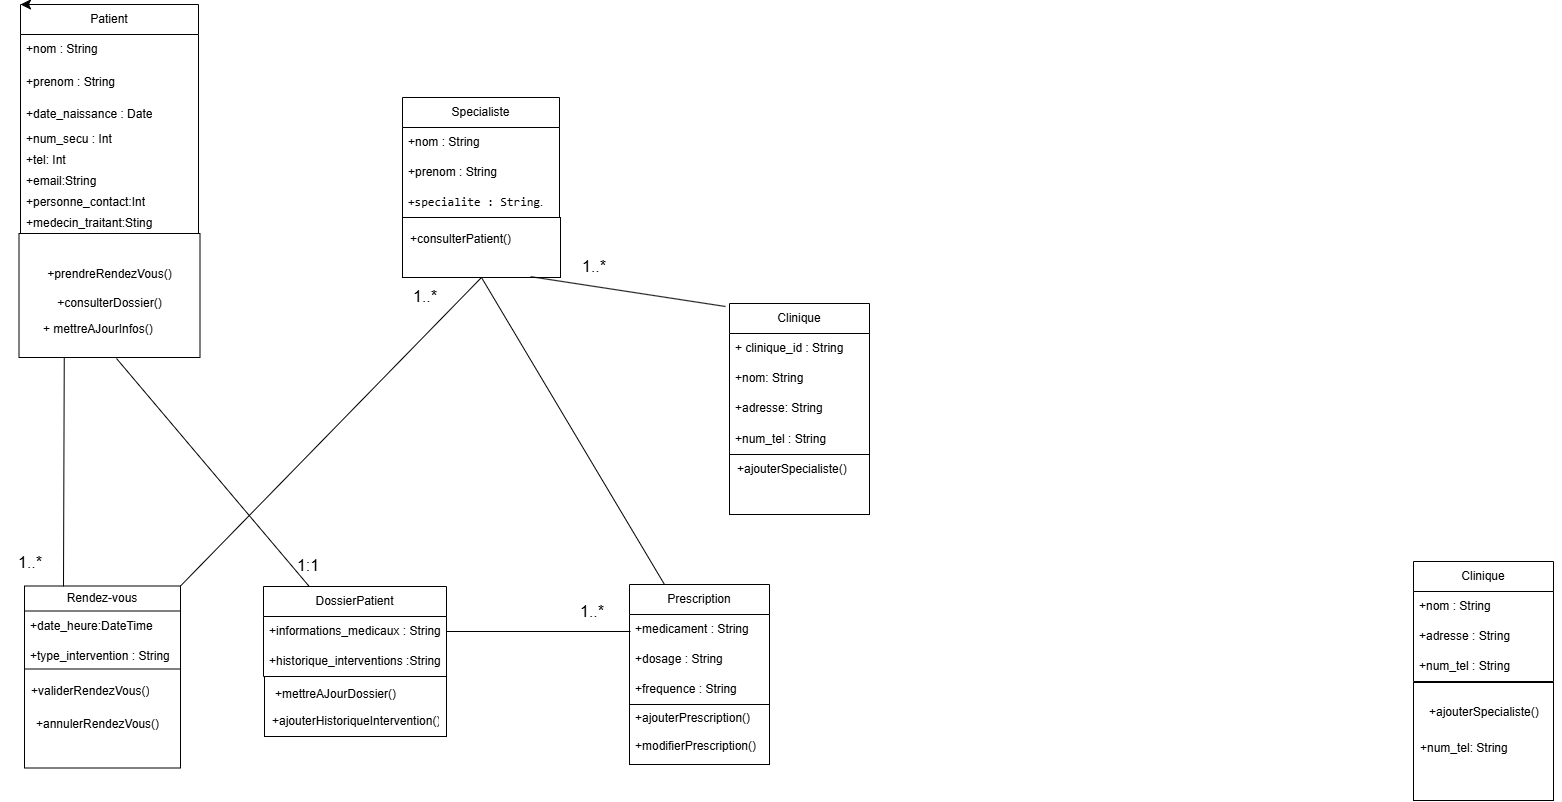 Patient
+nom : String
+prenom : String
+date_naissance : Date
+num_secu : Int
+tel: Int
+email:String
+personne_contact:Int
+medecin_traitant:Sting
+prendreRendezVous()
+consulterDossier()
+ mettreAJourInfos()
Specialiste
+nom : String
+prenom : String
+specialite : String.
+consulterPatient()
1..*
1..*
Clinique
+ clinique_id : String
+nom: String
+adresse: String
+num_tel : String
+ajouterSpecialiste()
1..*
Rendez-vous
+date_heure:DateTime
+type_intervention : String
+validerRendezVous()
+annulerRendezVous()
1:1
DossierPatient
+informations_medicaux : String
+historique_interventions :String
+mettreAJourDossier()
+ajouterHistoriqueIntervention()
1..*
Prescription
+medicament : String
+dosage : String
+frequence : String
+ajouterPrescription()
+modifierPrescription()
Clinique
+nom : String
+adresse : String
+num_tel : String
+ajouterSpecialiste()
+num_tel: String